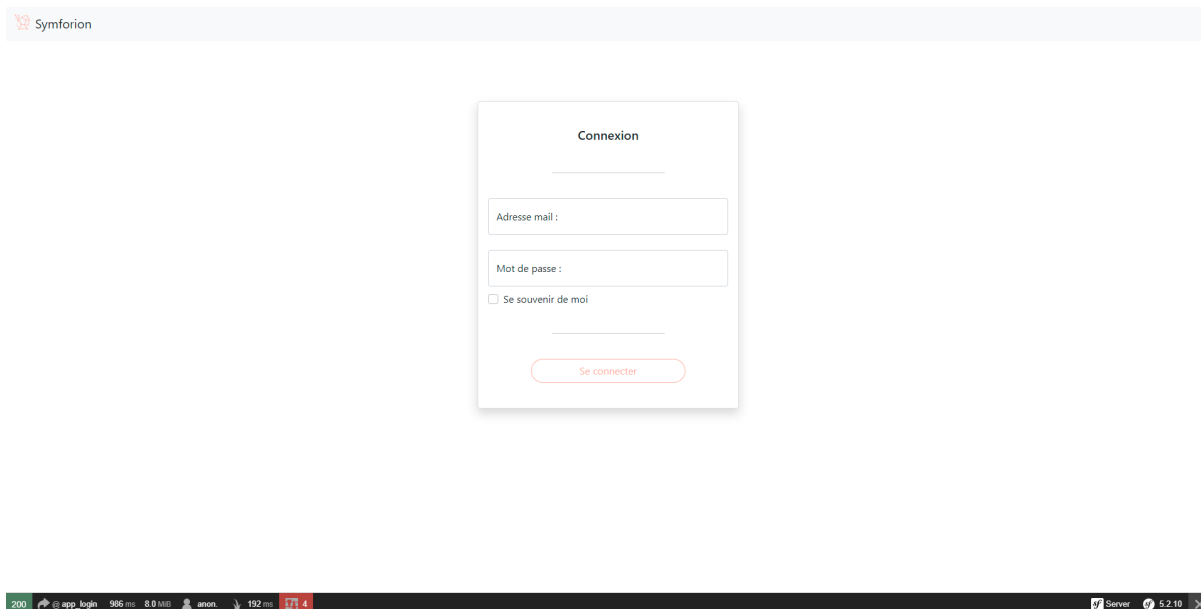 Symforion
Connexion
Adresse mail :
Mot de passe :
Se souvenir de moi
Se connecter
200 @ app_login 986 ms 8.0 MiB anon. 192 ms 4 Server 5.2.10